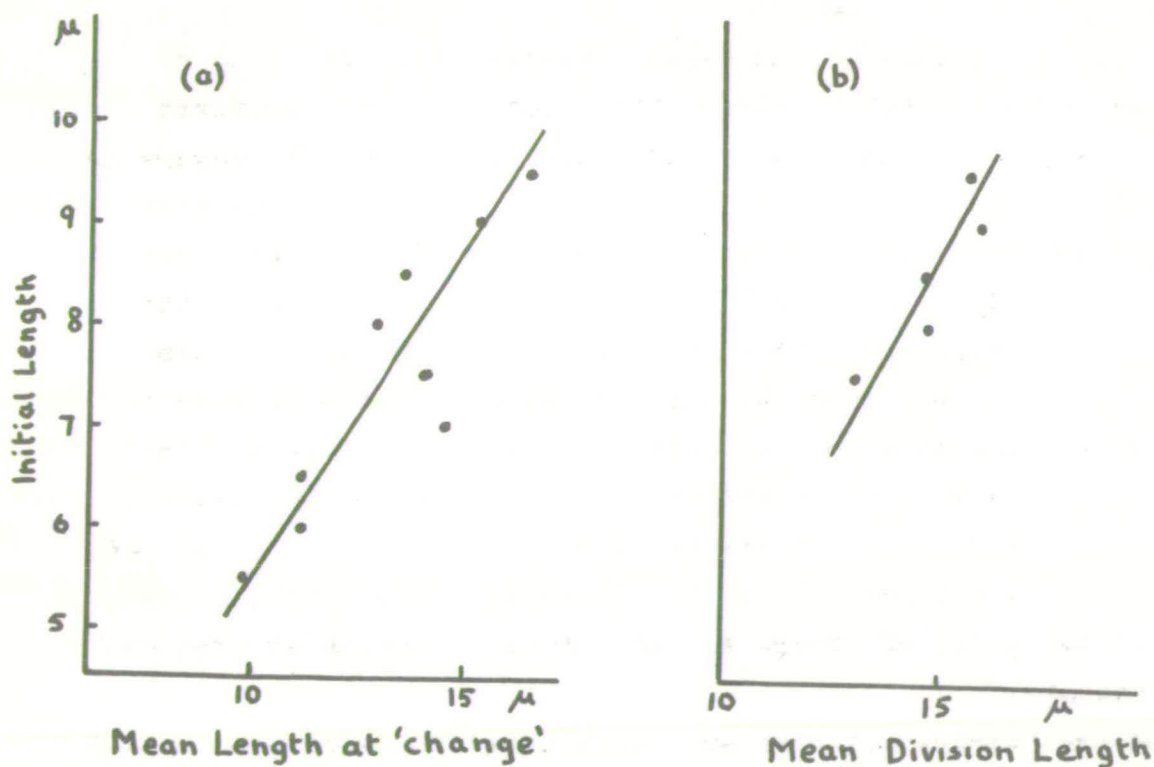 μ
(a)
(b)
10
9
8
7
6
5
Initial Length
10
15
μ
10
15
μ
Mean Length at 'change'
Mean Division Length